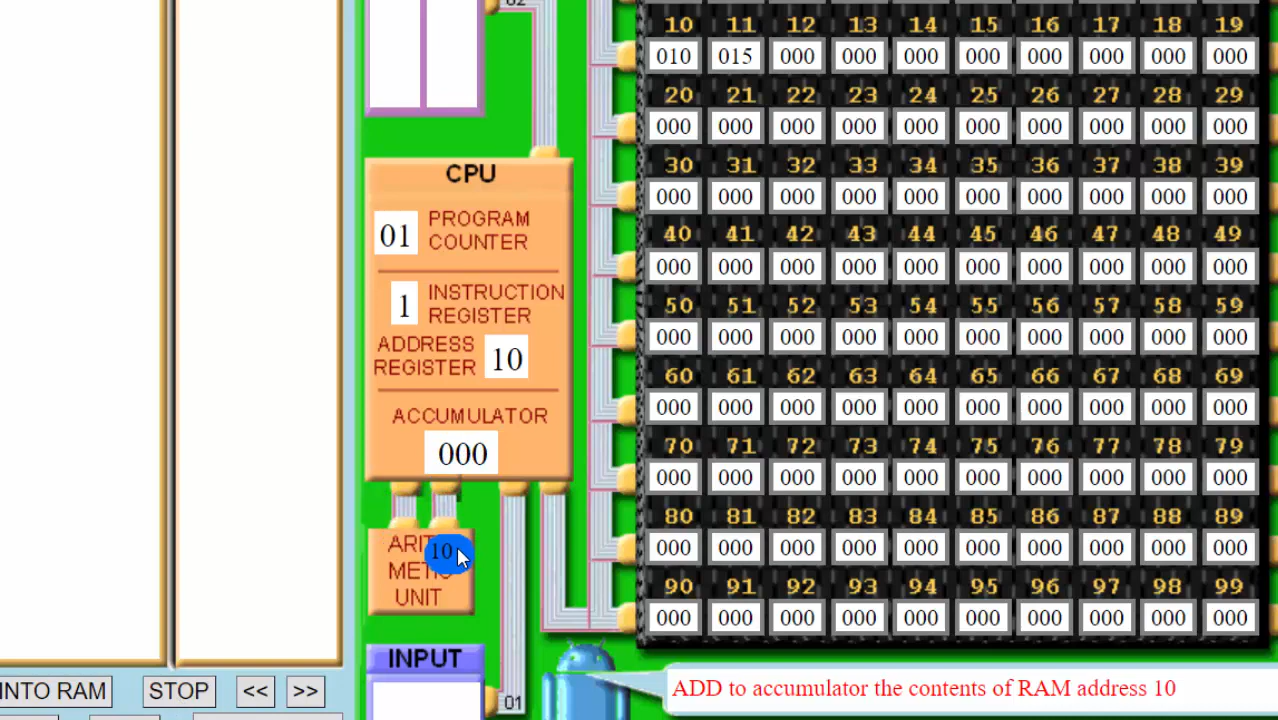 02
10 11 12 13 14 15 16 17 18 19
010 015 000 000 000 000 000 000 000 000
20 21 22 23 24 25 26 27 28 29
000 000 000 000 000 000 000 000 000 000
30 31 32 33 34 35 36 37 38 39
000 000 000 000 000 000 000 000 000 000
40 41 42 43 44 45 46 47 48 49
000 000 000 000 000 000 000 000 000 000
50 51 52 53 54 55 56 57 58 59
000 000 000 000 000 000 000 000 000 000
60 61 62 63 64 65 66 67 68 69
000 000 000 000 000 000 000 000 000 000
70 71 72 73 74 75 76 77 78 79
000 000 000 000 000 000 000 000 000 000
80 81 82 83 84 85 86 87 88 89
000 000 000 000 000 000 000 000 000 000
90 91 92 93 94 95 96 97 98 99
000 000 000 000 000 000 000 000 000 000
CPU
01 PROGRAM
COUNTER
1 INSTRUCTION
REGISTER
ADDRESS
REGISTER 10
ACCUMULATOR
000
10
METIC
UNIT
INPUT
01
INTO RAM STOP << >>
ADD to accumulator the contents of RAM address 10